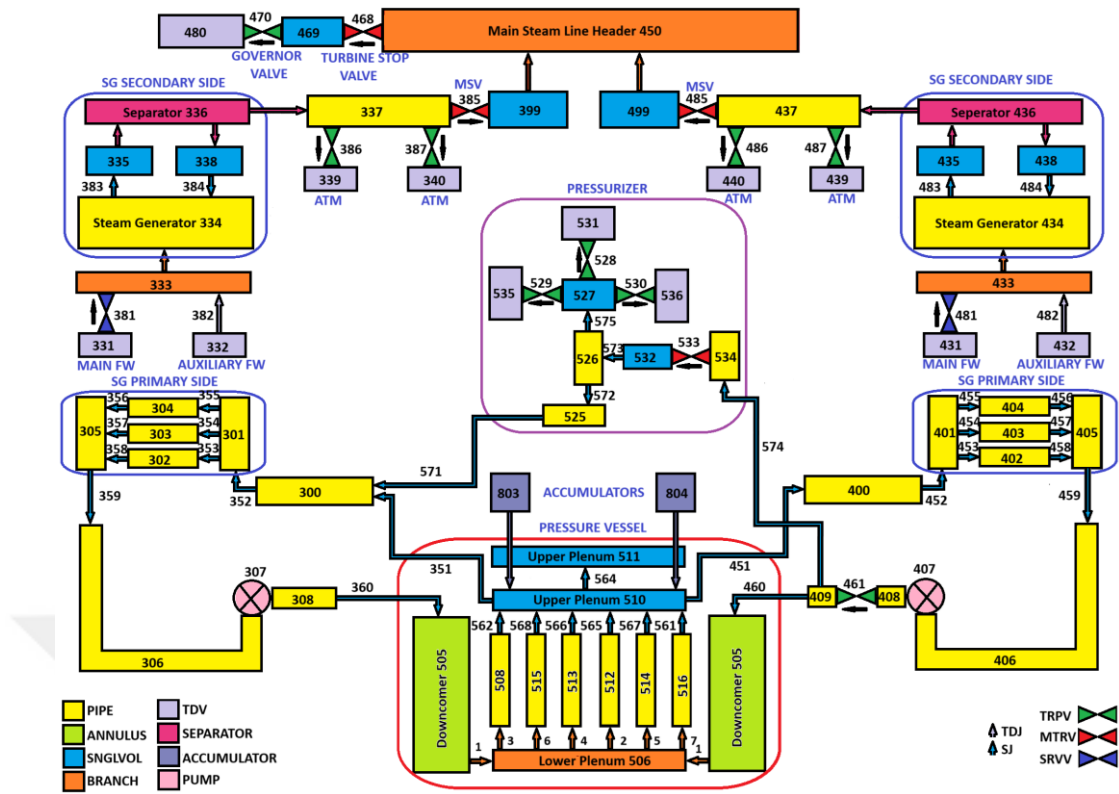 470
468
480
469
Main Steam Line Header 450
GOVERNOR
VALVE
TURBINE STOP
VALVE
SG SECONDARY SIDE
SG SECONDARY SIDE
MSV
385
MSV
485
Separator 336
337
399
499
437
Seperator 436
335
338
386
387
486
487
435
438
383
384
339
340
440
439
483
484
ATM
ATM
ATM
ATM
Steam Generator 334
Steam Generator 434
PRESSURIZER
531
528
333
433
535
529
527
530
536
381
382
481
482
575
331
332
431
432
MAIN FW
AUXILIARY FW
MAIN FW
AUXILIARY FW
526
573
532
533
534
572
525
SG PRIMARY SIDE
SG PRIMARY SIDE
356
304
355
305
357
303
354
301
358
302
353
455
404
456
401
454
403
457
405
453
402
458
359
352
300
571
574
400
452
459
803
ACCUMULATORS
804
PRESSURE VESSEL
Upper Plenum 511
351
564
451
Upper Plenum 510
307
308
360
460
409
461
408
407
562
568
566
565
567
561
508
515
513
512
514
516
Downcomer 505
Downcomer 505
306
406
1
3
6
4
2
5
7
1
Lower Plenum 506
PIPE
TDV
ANNULUS
SEPARATOR
SNGLVOL
ACCUMULATOR
BRANCH
PUMP
TDJ
SJ
TRPV
MTRV
SRVV